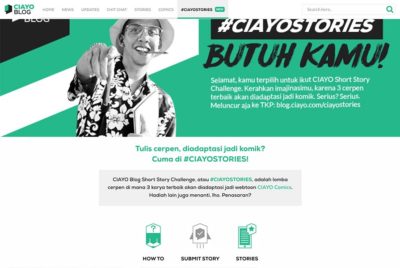 CIAYO
BLOG
HOME NEWS UPDATES CHIT CHAT STORIES COMICS #CIAYOSTORIES NEW Search
BLOG
#CIAYOSTORIES
BUTUH KAMU!
Selamat, kamu terpilih untuk ikut CIAYO Short Story
Challenge. Kerahkan imajinasimu, karena 3 cerpen
terbaik akan diadaptasi jadi komik. Serius? Serius.
Meluncur aja ke TKP: blog.ciayo.com/ciayostories
Tulis cerpen, diadaptasi jadi komik?
Cuma di #CIAYOSTORIES!
CIAYO Blog Short Story Challenge, atau #CIAYOSTORIES, adalah lomba
cerpen di mana 3 karya terbaik akan diadaptasi jadi webtoon CIAYO Comics.
Hadiah lain juga menanti, lho. Penasaran?
HOW TO SUBMIT STORY STORIES